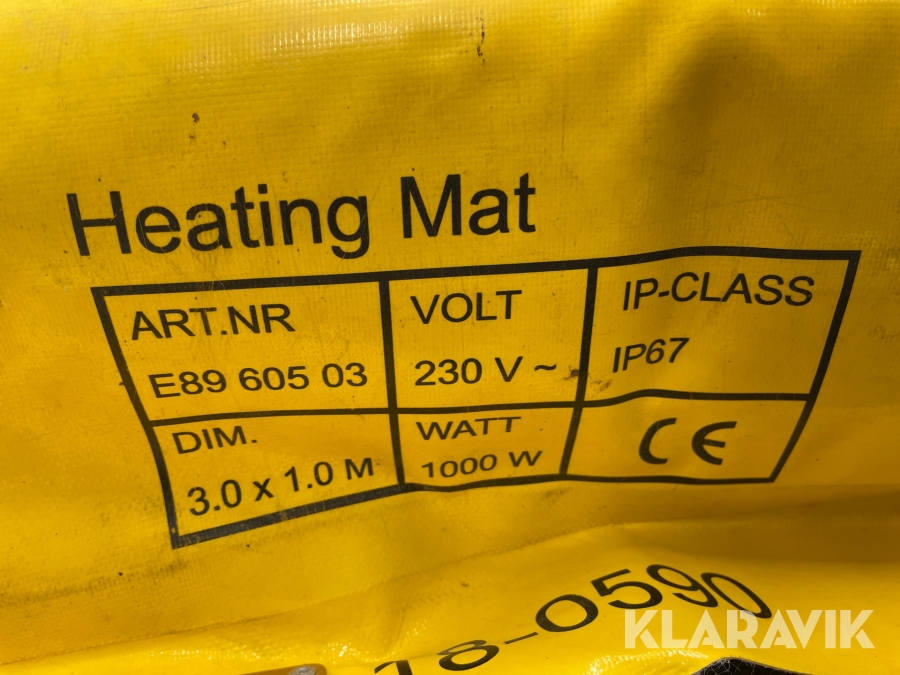 Heating Mat
ART.NR
E89 605 03
VOLT
230 V ~
IP-CLASS
IP67
DIM.
3.0 x 1.0 M
WATT
1000 W
CE
18-0590
KLARAVIK